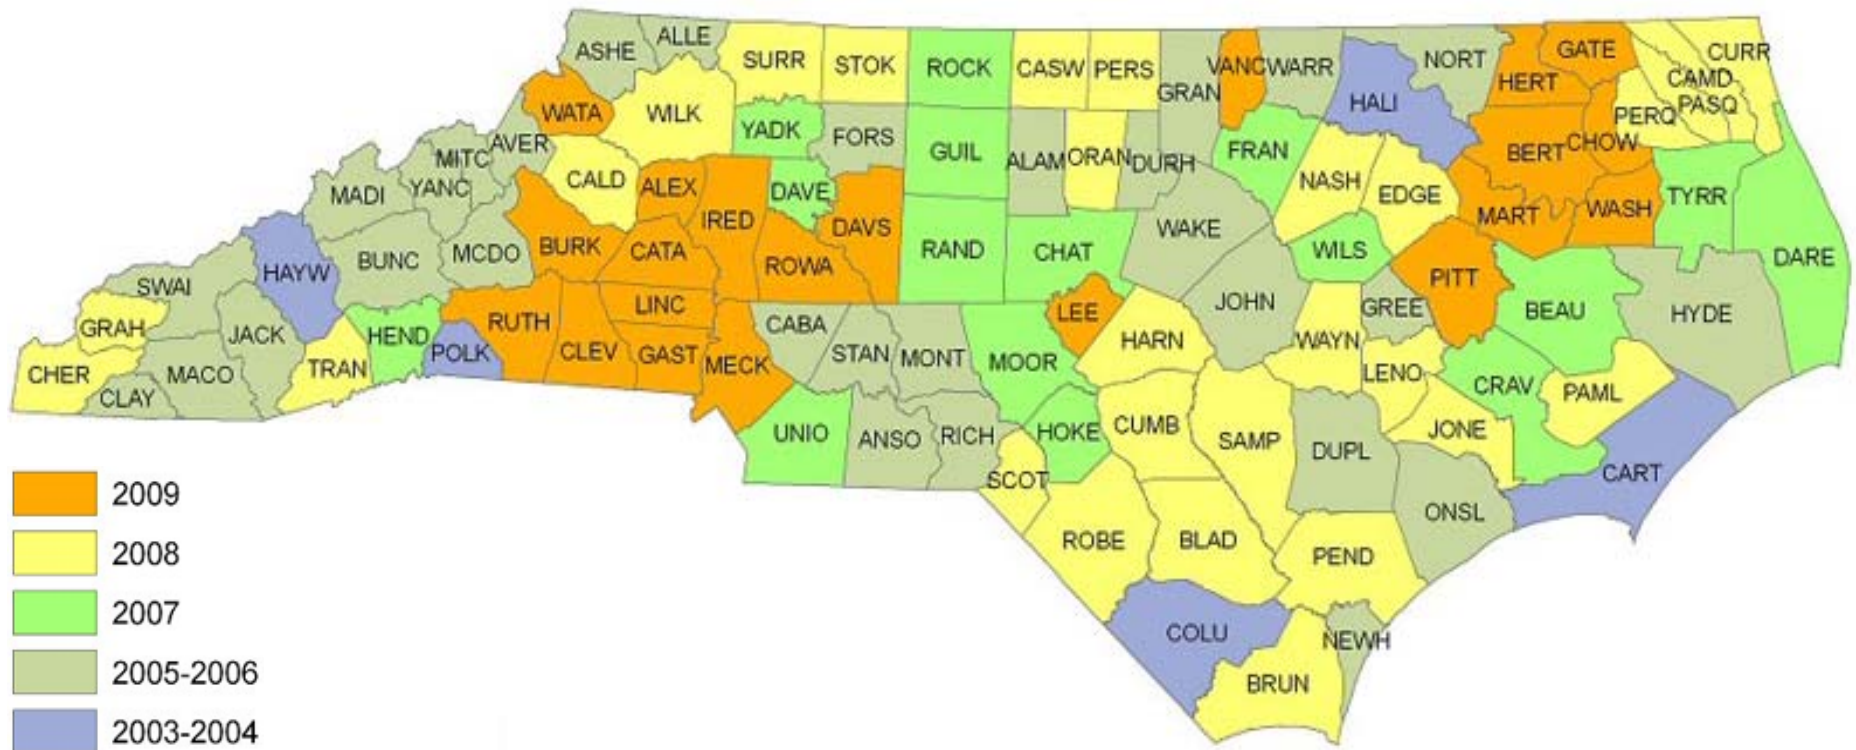 ASHE
ALLE
SURR
STOK
ROCK
CASW
PERS
GRAN
VANC
WARR
HALI
NORT
HERT
GATE
CURR
CAMD
PASQ
PERQ
CHOW
BERT
WATA
WILK
YADK
FORS
GUIL
ALAM
ORAN
DURH
FRAN
NASH
EDGE
MART
WASH
TYRR
DARE
AVER
MITC
YANC
MADI
CALD
ALEX
IRED
DAVE
DAVS
RAND
CHAT
WAKE
WILS
PITT
BEAU
HYDE
HAYW
BUNC
MCDO
BURK
CATA
ROWA
SWAI
GRAH
JACK
HEND
POLK
RUTH
CLEV
LINC
GAST
MECK
CABA
STAN
MONT
MOOR
LEE
HARN
JOHN
WAYN
GREE
LENO
CRAV
PAML
CHER
CLAY
MACO
TRAN
UNIO
ANSO
RICH
HOKE
SCOT
CUMB
SAMP
DUPL
JONE
CART
ONSL
ROBE
BLAD
PEND
COLU
BRUN
NEWH
2009
2008
2007
2005-2006
2003-2004